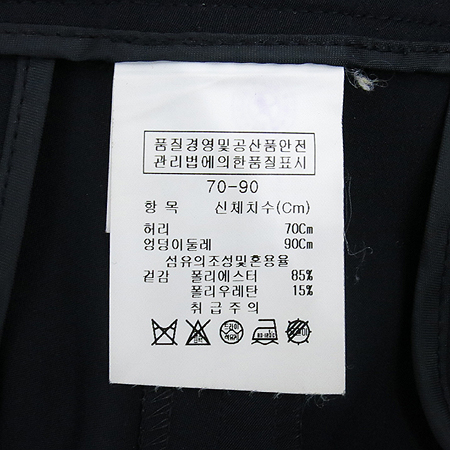 품질경영및공산품안전
관리법에의한품질표시
70-90
항 목 신체치수(Cm)
허리 70Cm
엉덩이둘레 90Cm
섬유의조성및혼용율
겉감 폴리에스터 85%
폴리우레탄 15%
취급주의